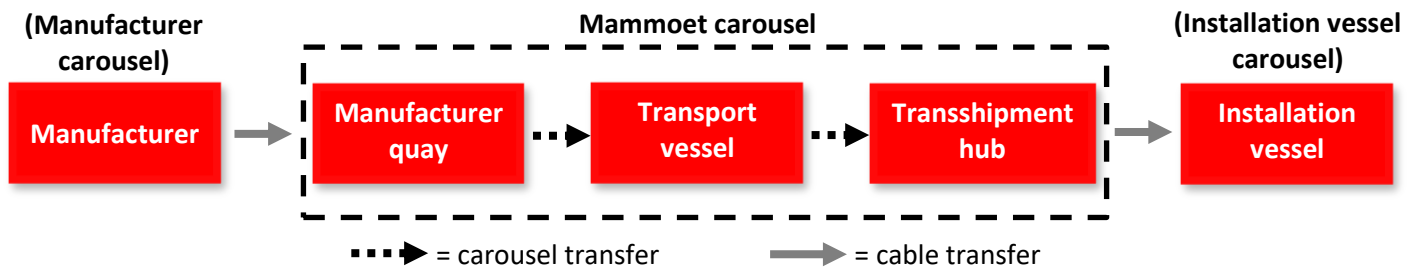 (Manufacturer
carousel)
Mammoet carousel
(Installation vessel
carousel)
Manufacturer
Manufacturer
quay
Transport
vessel
Transshipment
hub
Installation
vessel
= carousel transfer
= cable transfer